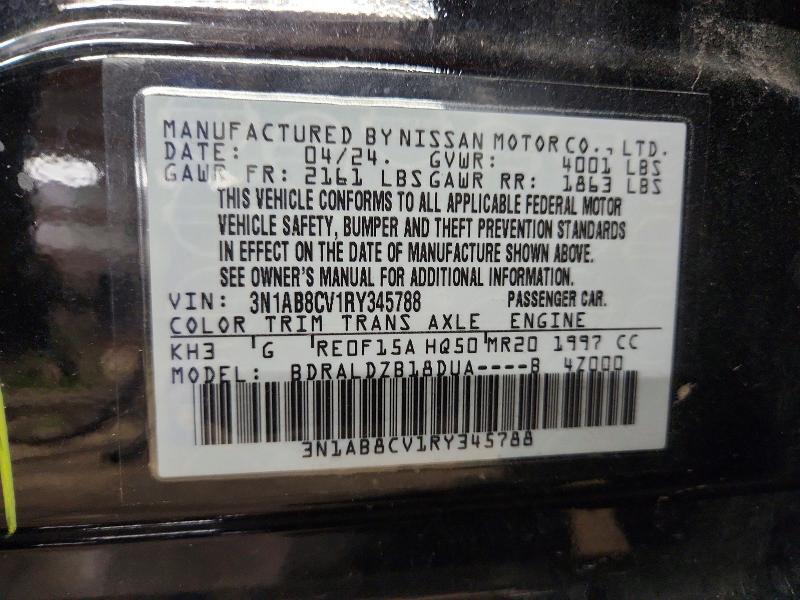 MANUFACTURED BY NISSAN MOTOR CO., LTD.
DATE: 04/24. GVWR: 4001 LBS
GAWR FR: 2161 LBS GAWR RR: 1863 LBS
THIS VEHICLE CONFORMS TO ALL APPLICABLE FEDERAL MOTOR
VEHICLE SAFETY, BUMPER AND THEFT PREVENTION STANDARDS
IN EFFECT ON THE DATE OF MANUFACTURE SHOWN ABOVE.
SEE OWNER'S MANUAL FOR ADDITIONAL INFORMATION.
VIN: 3N1AB8CV1RY345788 PASSENGER CAR.
COLOR TRIM TRANS AXLE ENGINE
KH3 G RE0F15A HQ50 MR20 1997 CC
MODEL: BDRALDZB18DUA----B 4Z000
3N1AB8CV1RY345788